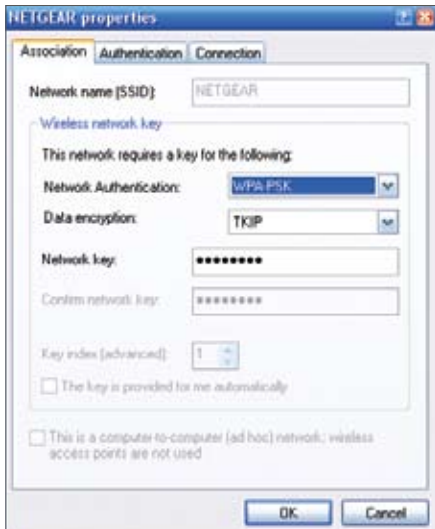 NETGEAR properties
Association Authentication Connection
Network name (SSID): NETGEAR
Wireless network key
This network requires a key for the following:
Network Authentication: WPA-PSK
Data encryption: TKIP
Network key: ••••••••
Confirm network key: ••••••••
Key index (advanced): 1
The key is provided for me automatically
This is a computer-to-computer (ad hoc) network; wireless
access points are not used
OK Cancel